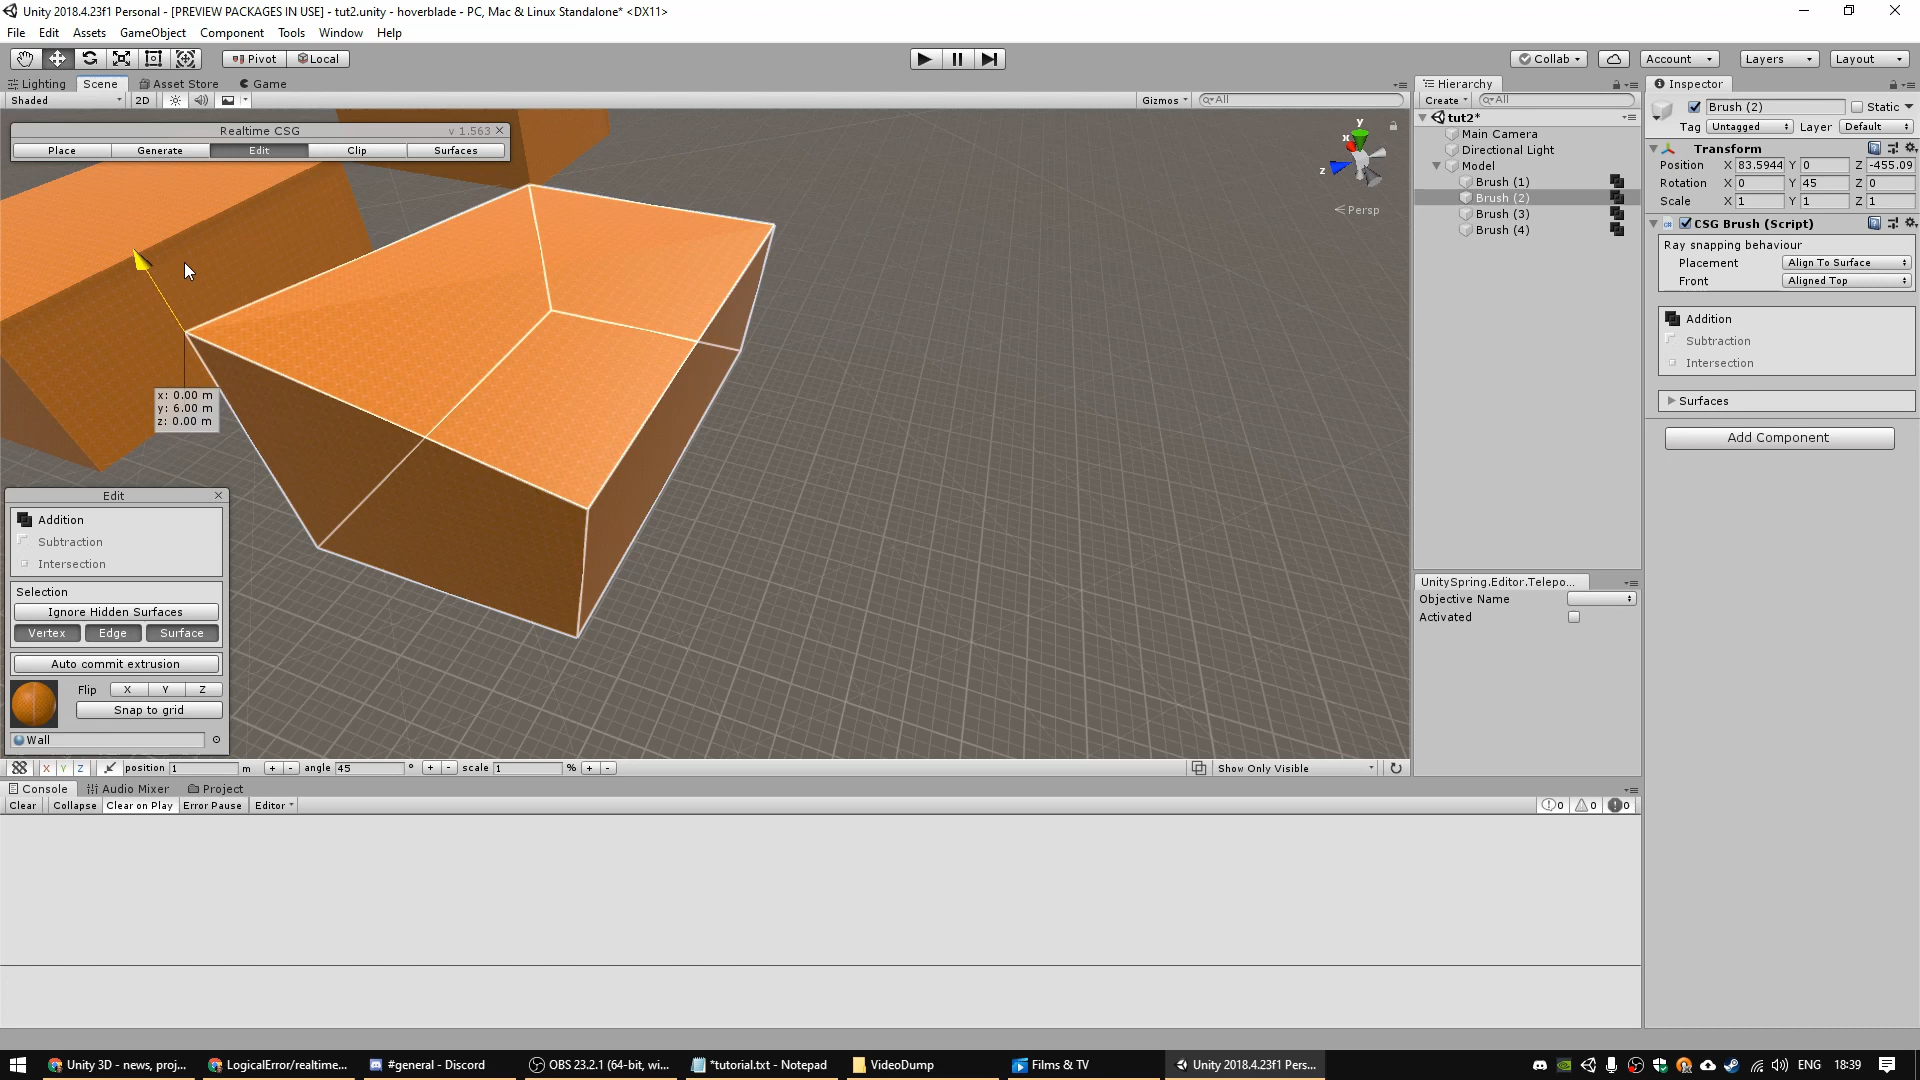 Unity 2018.4.23f1 Personal - [PREVIEW PACKAGES IN USE] - tut2.unity - hoverblade - PC, Mac & Linux Standalone* <DX11>
File Edit Assets GameObject Component Tools Window Help
Pivot Local Collab Account Layers Layout
Lighting Scene Asset Store Game
Shaded 2D Gizmos All
Realtime CSG v 1.563
Place Generate Edit Clip Surfaces
y
x
z
Persp
x: 0.00 m
y: 6.00 m
z: 0.00 m
Edit
Addition
Subtraction
Intersection
Selection
Ignore Hidden Surfaces
Vertex Edge Surface
Auto commit extrusion
Flip X Y Z
Snap to grid
Wall
X Y Z position 1 m + - angle 45 ° + - scale 1 % + - Show Only Visible
Hierarchy
Create All
tut2*
Main Camera
Directional Light
Model
Brush (1)
Brush (2)
Brush (3)
Brush (4)
UnitySpring.Editor.Telepo...
Objective Name
Activated
Inspector
Brush (2) Static
Tag Untagged Layer Default
Transform
Position X 83.5944 Y 0 Z -455.09
Rotation X 0 Y 45 Z 0
Scale X 1 Y 1 Z 1
CSG Brush (Script)
Ray snapping behaviour
Placement Align To Surface
Front Aligned Top
Addition
Subtraction
Intersection
Surfaces
Add Component
Console Audio Mixer Project
Clear Collapse Clear on Play Error Pause Editor 0 0 0
Unity 3D - news, proj... LogicalError/realtime... #general - Discord OBS 23.2.1 (64-bit, wi... *tutorial.txt - Notepad VideoDump Films & TV Unity 2018.4.23f1 Pers... ENG 18:39